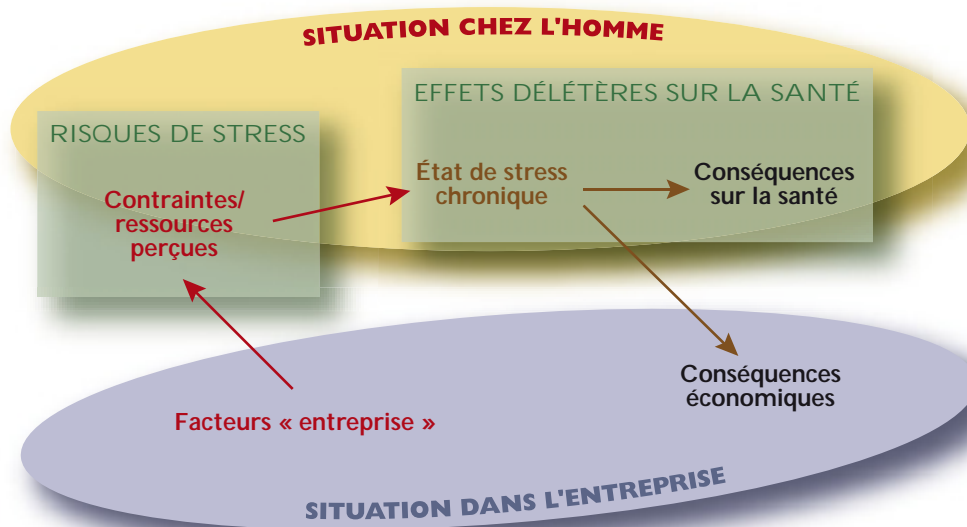 SITUATION CHEZ L'HOMME
EFFETS DÉLÉTÈRES SUR LA SANTÉ
RISQUES DE STRESS
État de stress
chronique
Conséquences
sur la santé
Contraintes/
ressources
perçues
Conséquences
économiques
Facteurs « entreprise »
SITUATION DANS L'ENTREPRISE